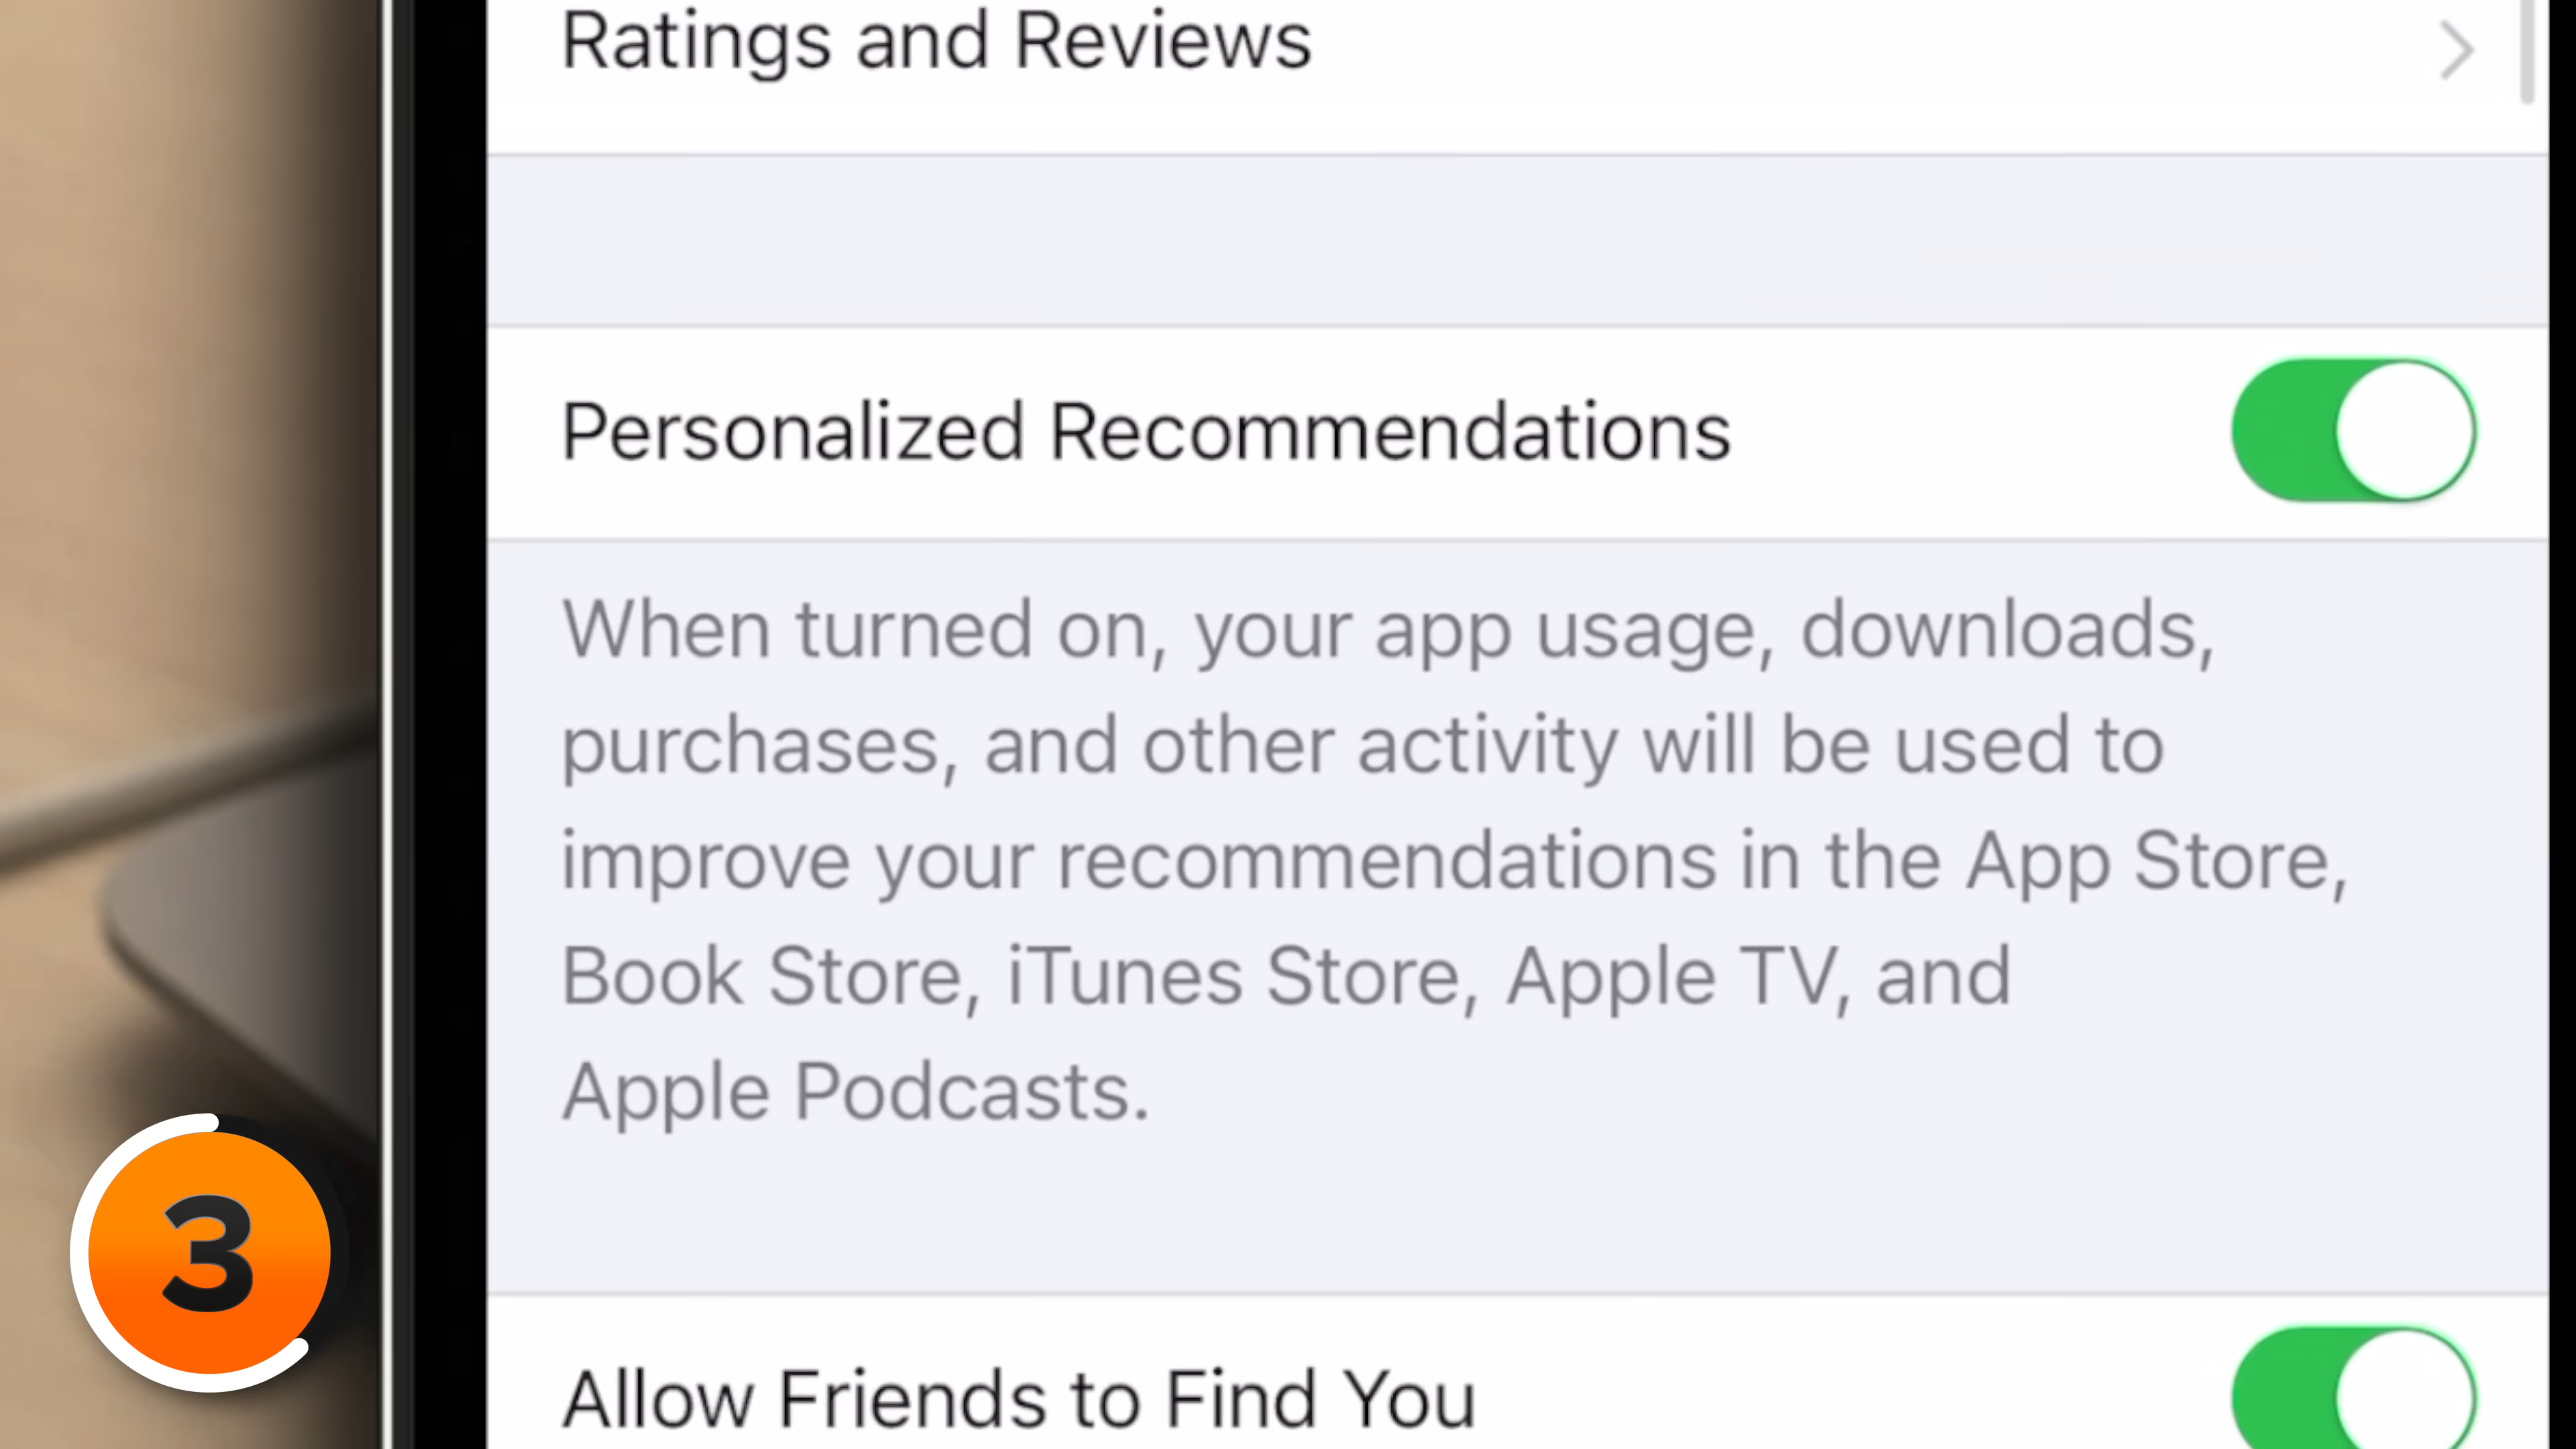 Ratings and Reviews
Personalized Recommendations
When turned on, your app usage, downloads,
purchases, and other activity will be used to
improve your recommendations in the App Store,
Book Store, iTunes Store, Apple TV, and
Apple Podcasts.
3
Allow Friends to Find You